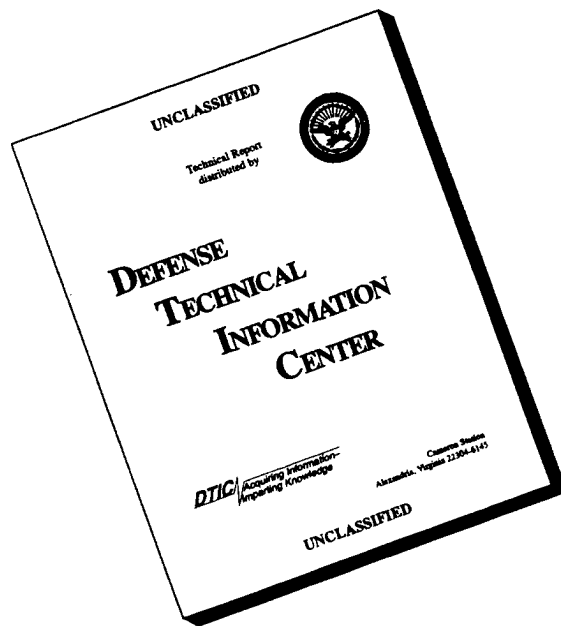 UNCLASSIFIED
Technical Report
distributed by
DEFENSE
TECHNICAL
INFORMATION
CENTER
DTIC
Acquiring Information–
Imparting Knowledge
Cameron Station
Alexandria, Virginia 22304-6145
UNCLASSIFIED